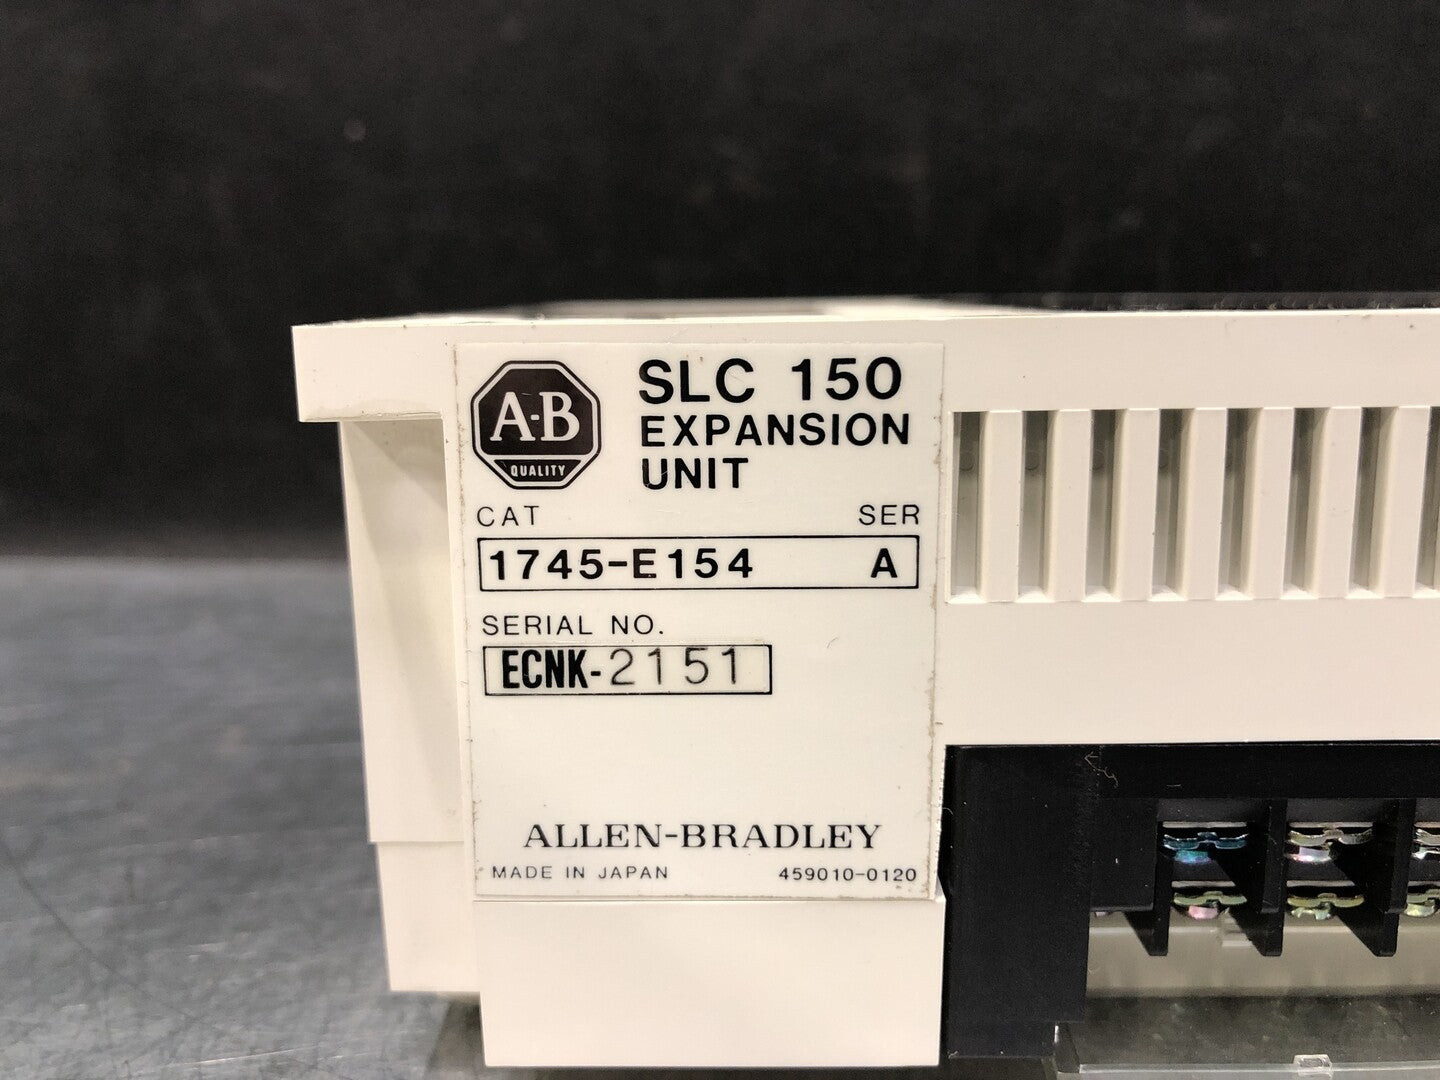 A-B
QUALITY
SLC 150
EXPANSION
UNIT
CAT SER
1745-E154 A
SERIAL NO.
ECNK-2151
ALLEN-BRADLEY
MADE IN JAPAN 459010-0120